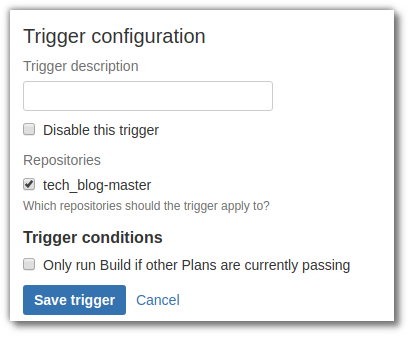 Trigger configuration
Trigger description
Disable this trigger
Repositories
tech_blog-master
Which repositories should the trigger apply to?
Trigger conditions
Only run Build if other Plans are currently passing
Save trigger Cancel